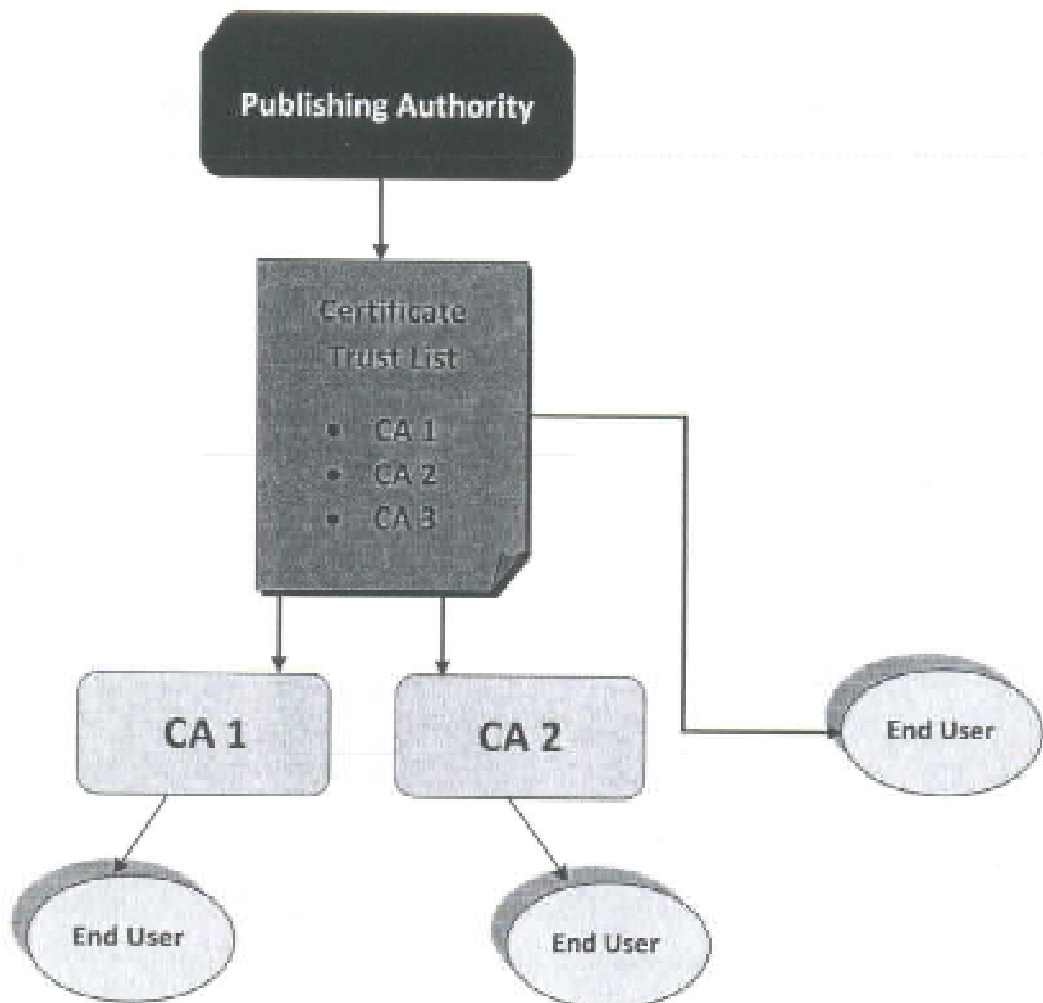 Publishing Authority
Certificate
Trust List
• CA 1
• CA 2
• CA 3
CA 1
CA 2
End User
End User
End User